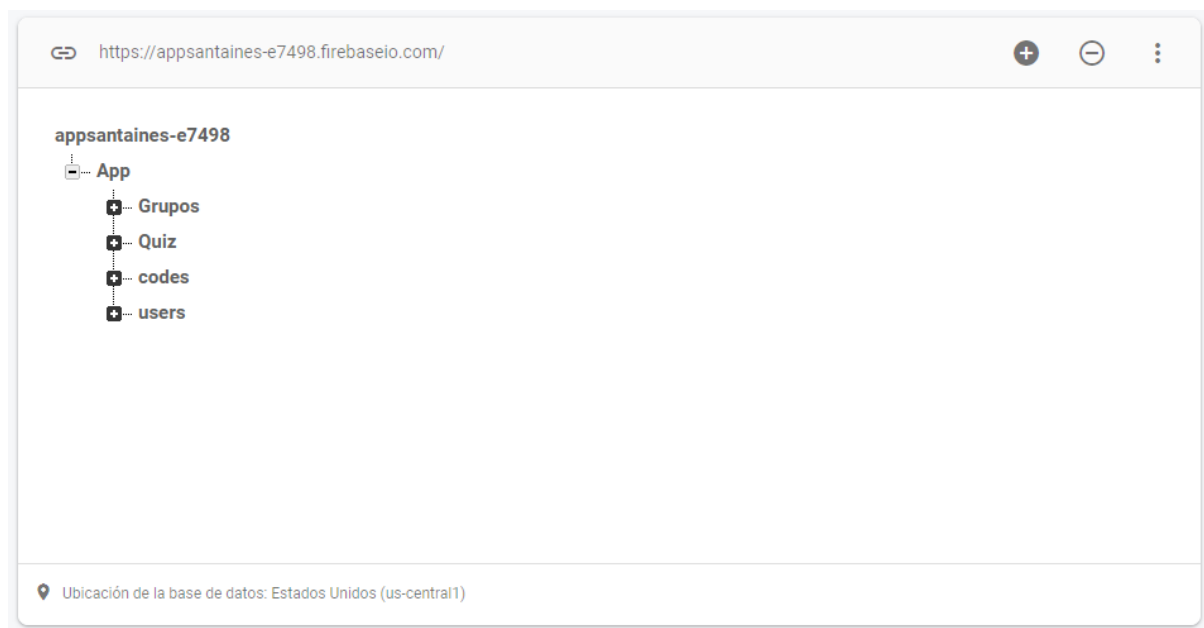 https://appsantaines-e7498.firebaseio.com/
appsantaines-e7498
App
Grupos
Quiz
codes
users
Ubicación de la base de datos: Estados Unidos (us-central1)